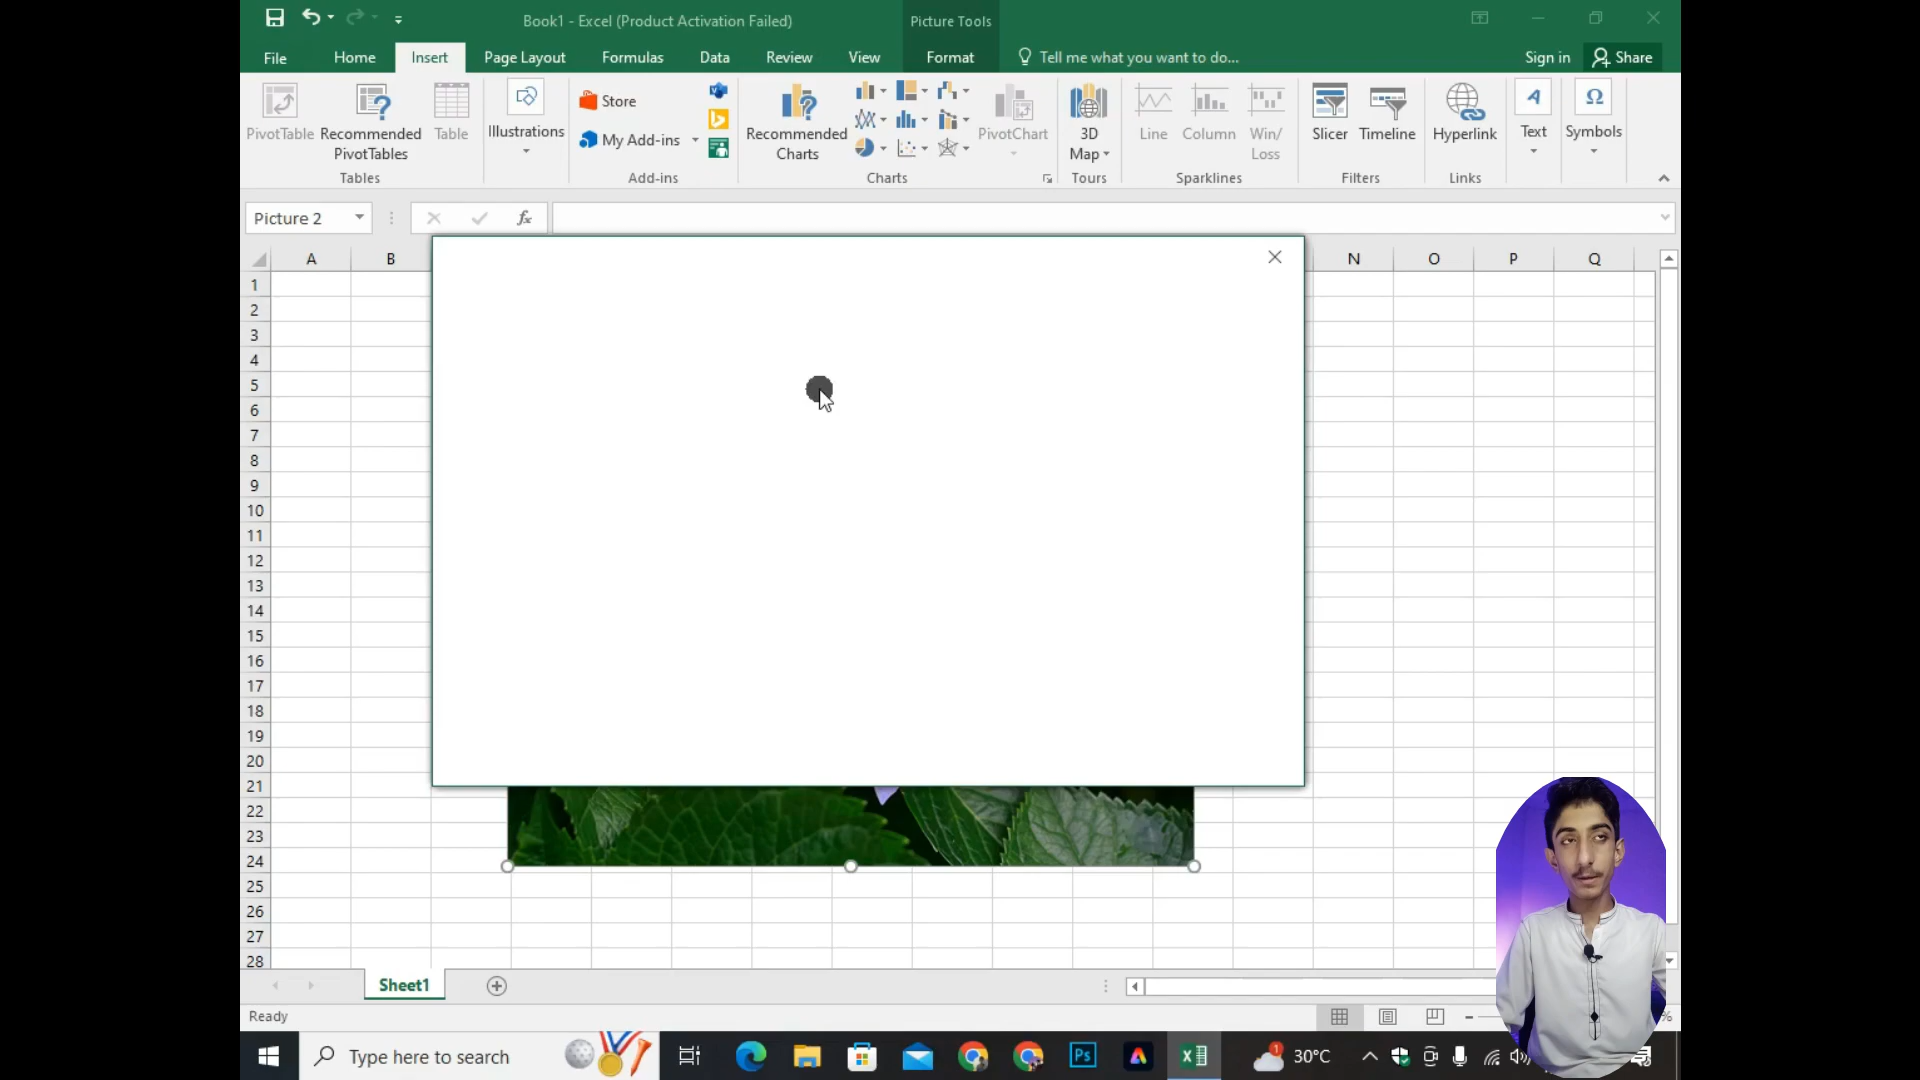 Book1 - Excel (Product Activation Failed)
Picture Tools
File
Home
Insert
Page Layout
Formulas
Data
Review
View
Format
Tell me what you want to do...
Sign in
Share
PivotTable
Recommended
PivotTables
Table
Illustrations
Store
My Add-ins
Recommended
Charts
PivotChart
3D
Map
Line
Column
Win/
Loss
Slicer
Timeline
Hyperlink
Text
Symbols
Tables
Add-ins
Charts
Tours
Sparklines
Filters
Links
Picture 2
fx
A B N O P Q
1
2
3
4
5
6
7
8
9
10
11
12
13
14
15
16
17
18
19
20
21
22
23
24
25
26
27
28
Sheet1
Ready
%
Type here to search
Ps
1
30°C